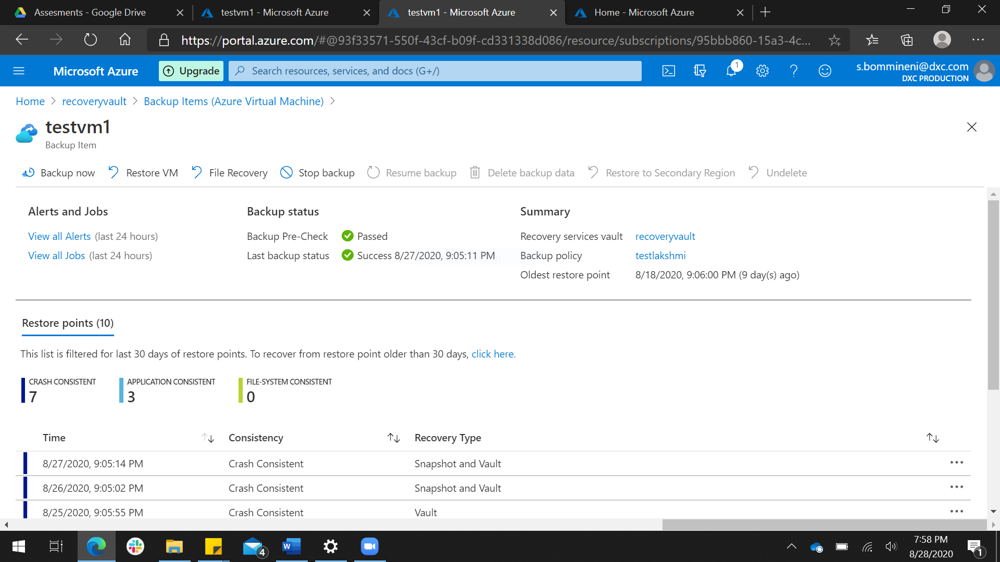 Assesments - Google Drive
testvm1 - Microsoft Azure
testvm1 - Microsoft Azure
Home - Microsoft Azure
https://portal.azure.com/#@93f33571-550f-43cf-b09f-cd331338d086/resource/subscriptions/95bbb860-15a3-4c...
Microsoft Azure
Upgrade
Search resources, services, and docs (G+/)
1
s.bommineni@dxc.com
DXC PRODUCTION
Home > recoveryvault > Backup Items (Azure Virtual Machine) >
testvm1
Backup Item
Backup now
Restore VM
File Recovery
Stop backup
Resume backup
Delete backup data
Restore to Secondary Region
Undelete
Alerts and Jobs
View all Alerts (last 24 hours)
View all Jobs (last 24 hours)
Backup status
Backup Pre-Check Passed
Last backup status Success 8/27/2020, 9:05:11 PM
Summary
Recovery services vault recoveryvault
Backup policy testlakshmi
Oldest restore point 8/18/2020, 9:06:00 PM (9 day(s) ago)
Restore points (10)
This list is filtered for last 30 days of restore points. To recover from restore point older than 30 days, click here.
CRASH CONSISTENT
7
APPLICATION CONSISTENT
3
FILE-SYSTEM CONSISTENT
0
Time Consistency Recovery Type
8/27/2020, 9:05:14 PM Crash Consistent Snapshot and Vault
8/26/2020, 9:05:02 PM Crash Consistent Snapshot and Vault
8/25/2020, 9:05:55 PM Crash Consistent Vault
4
W
7:58 PM
8/28/2020
1